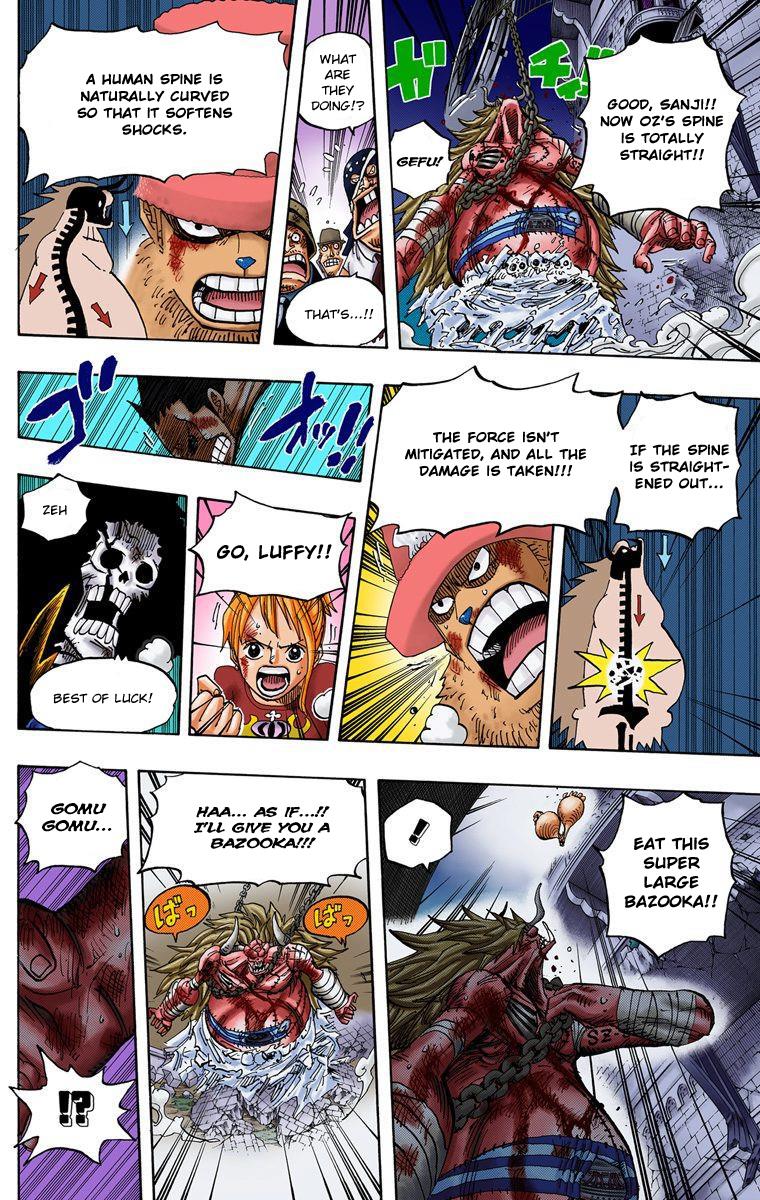 GOOD, SANJI!!
NOW OZ'S SPINE
IS TOTALLY
STRAIGHT!!
ガ
GEFU!
WHAT
ARE
THEY
DOING!?
THAT'S...!!
A HUMAN SPINE IS
NATURALLY CURVED
SO THAT IT SOFTENS
SHOCKS.
IF THE SPINE
IS STRAIGHT-
ENED OUT...
THE FORCE ISN'T
MITIGATED, AND ALL THE
DAMAGE IS TAKEN!!!
ゴ
オッ!!
GO, LUFFY!!
ZEH
BEST OF LUCK!
EAT THIS
SUPER
LARGE
BAZOOKA!!
!
SZ
HAA... AS IF...!!
I'LL GIVE YOU A
BAZOOKA!!!
ばっ
ばっ
GOMU
GOMU...
!?